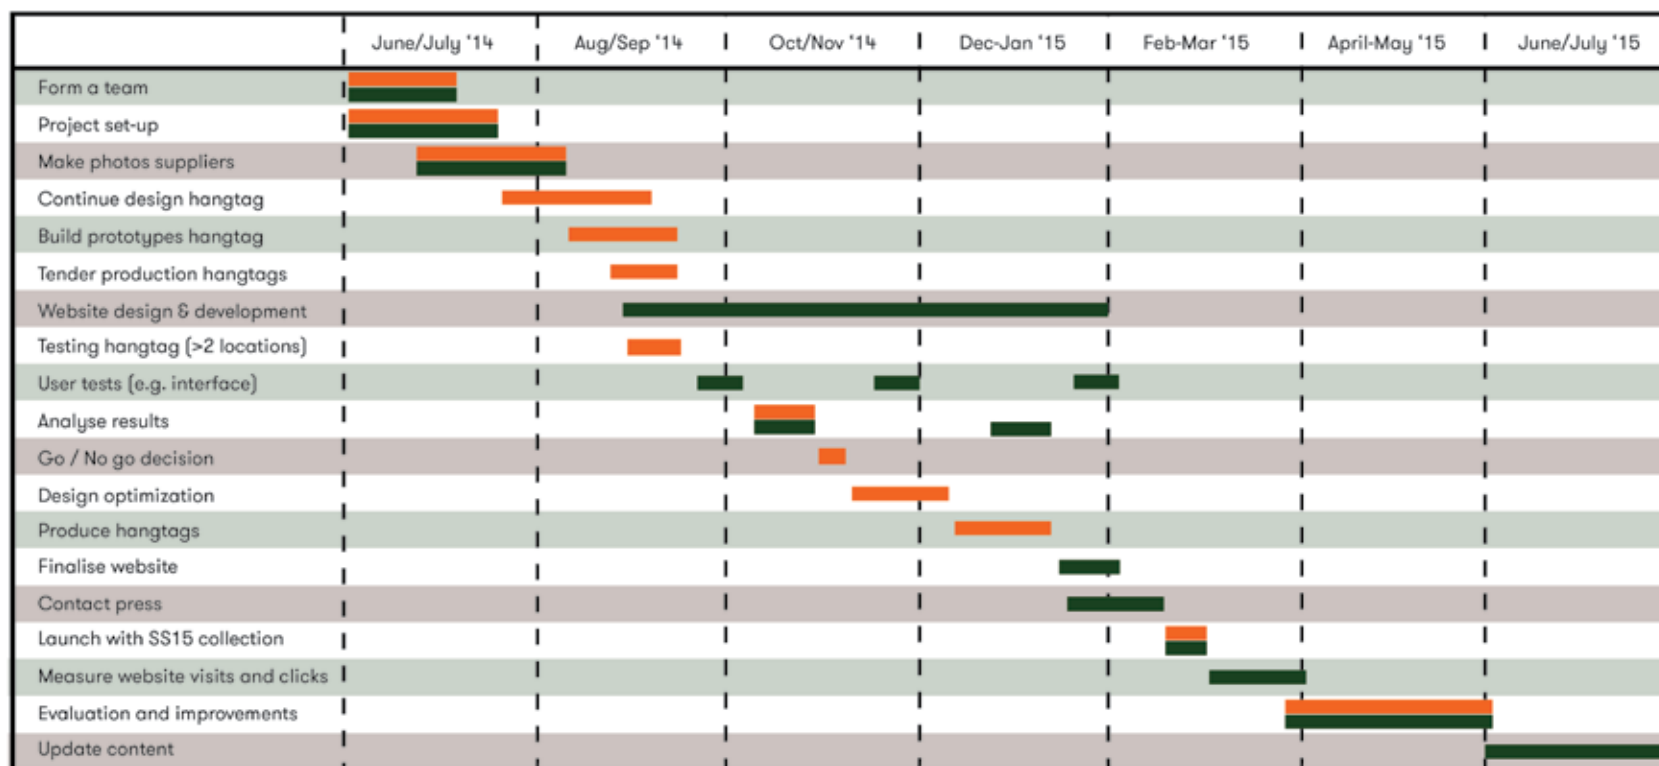 June/July '14 Aug/Sep '14 Oct/Nov '14 Dec-Jan '15 Feb-Mar '15 April-May '15 June/July '15
Form a team
Project set-up
Make photos suppliers
Continue design hangtag
Build prototypes hangtag
Tender production hangtags
Website design & development
Testing hangtag (>2 locations)
User tests (e.g. interface)
Analyse results
Go / No go decision
Design optimization
Produce hangtags
Finalise website
Contact press
Launch with SS15 collection
Measure website visits and clicks
Evaluation and improvements
Update content